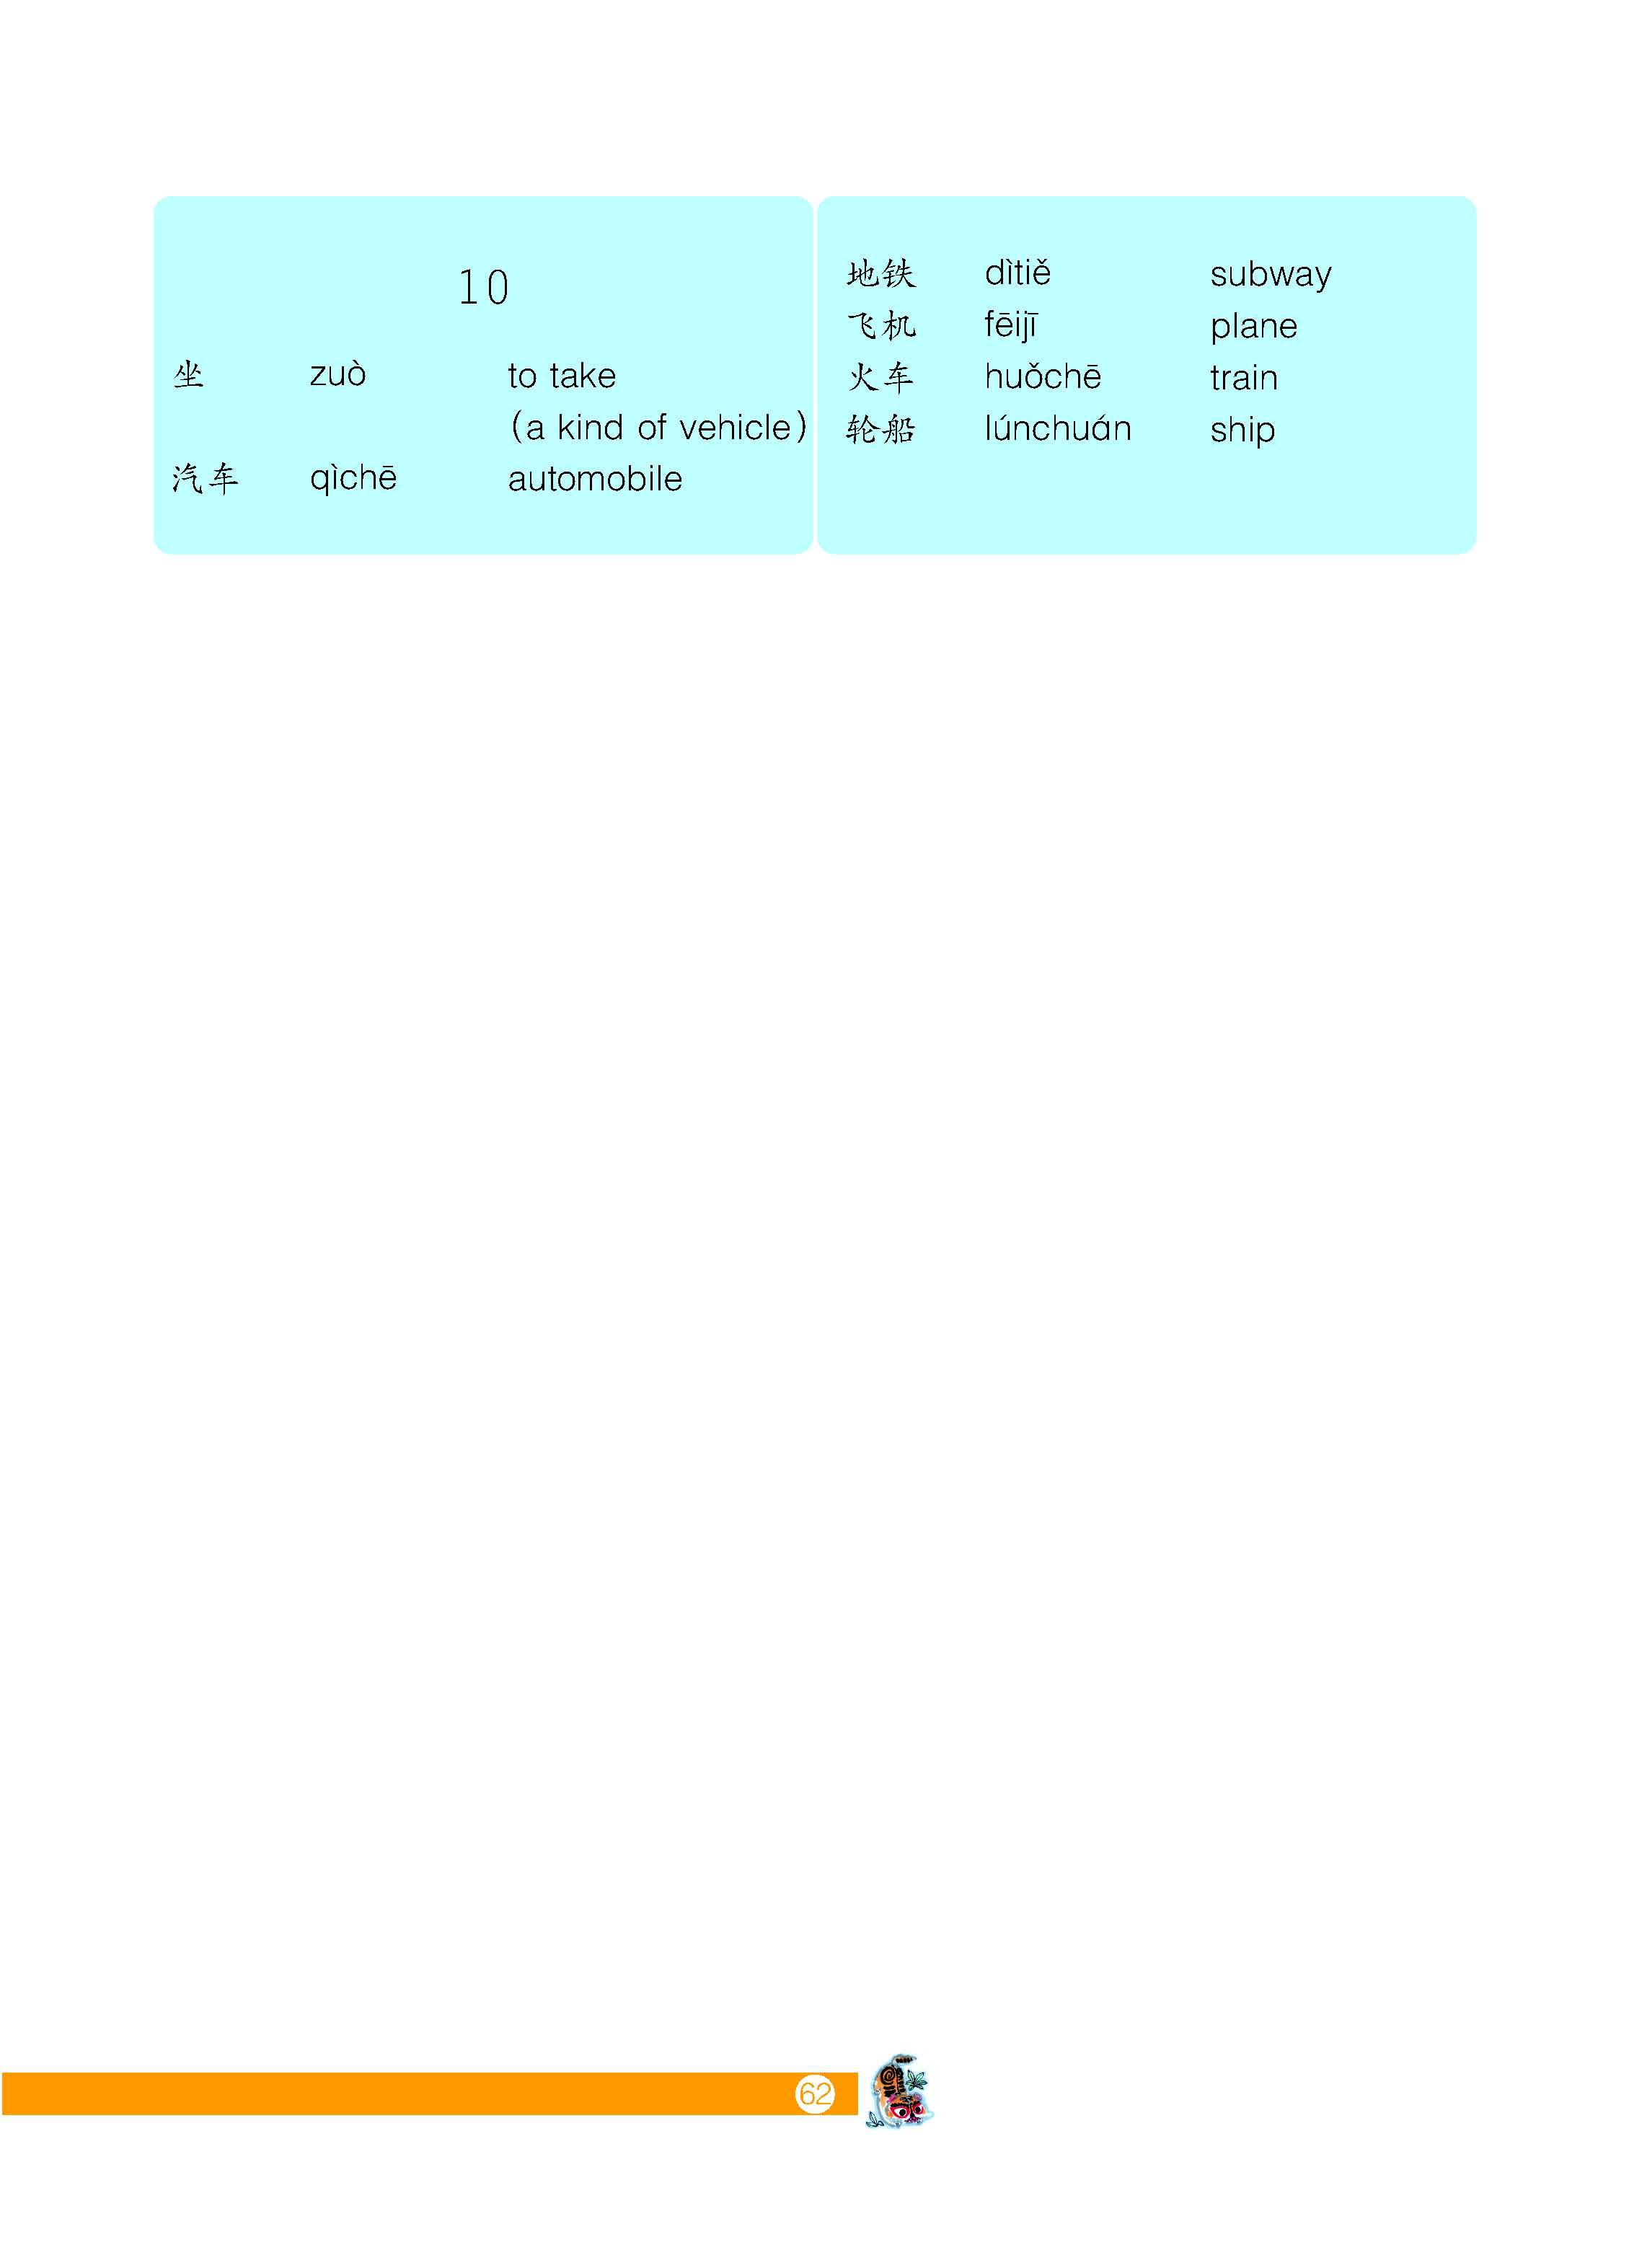 10
坐 zuò to take
(a kind of vehicle)
汽车 qìchē automobile
地铁 dìtiě subway
飞机 fēijī plane
火车 huǒchē train
轮船 lúnchuán ship
62